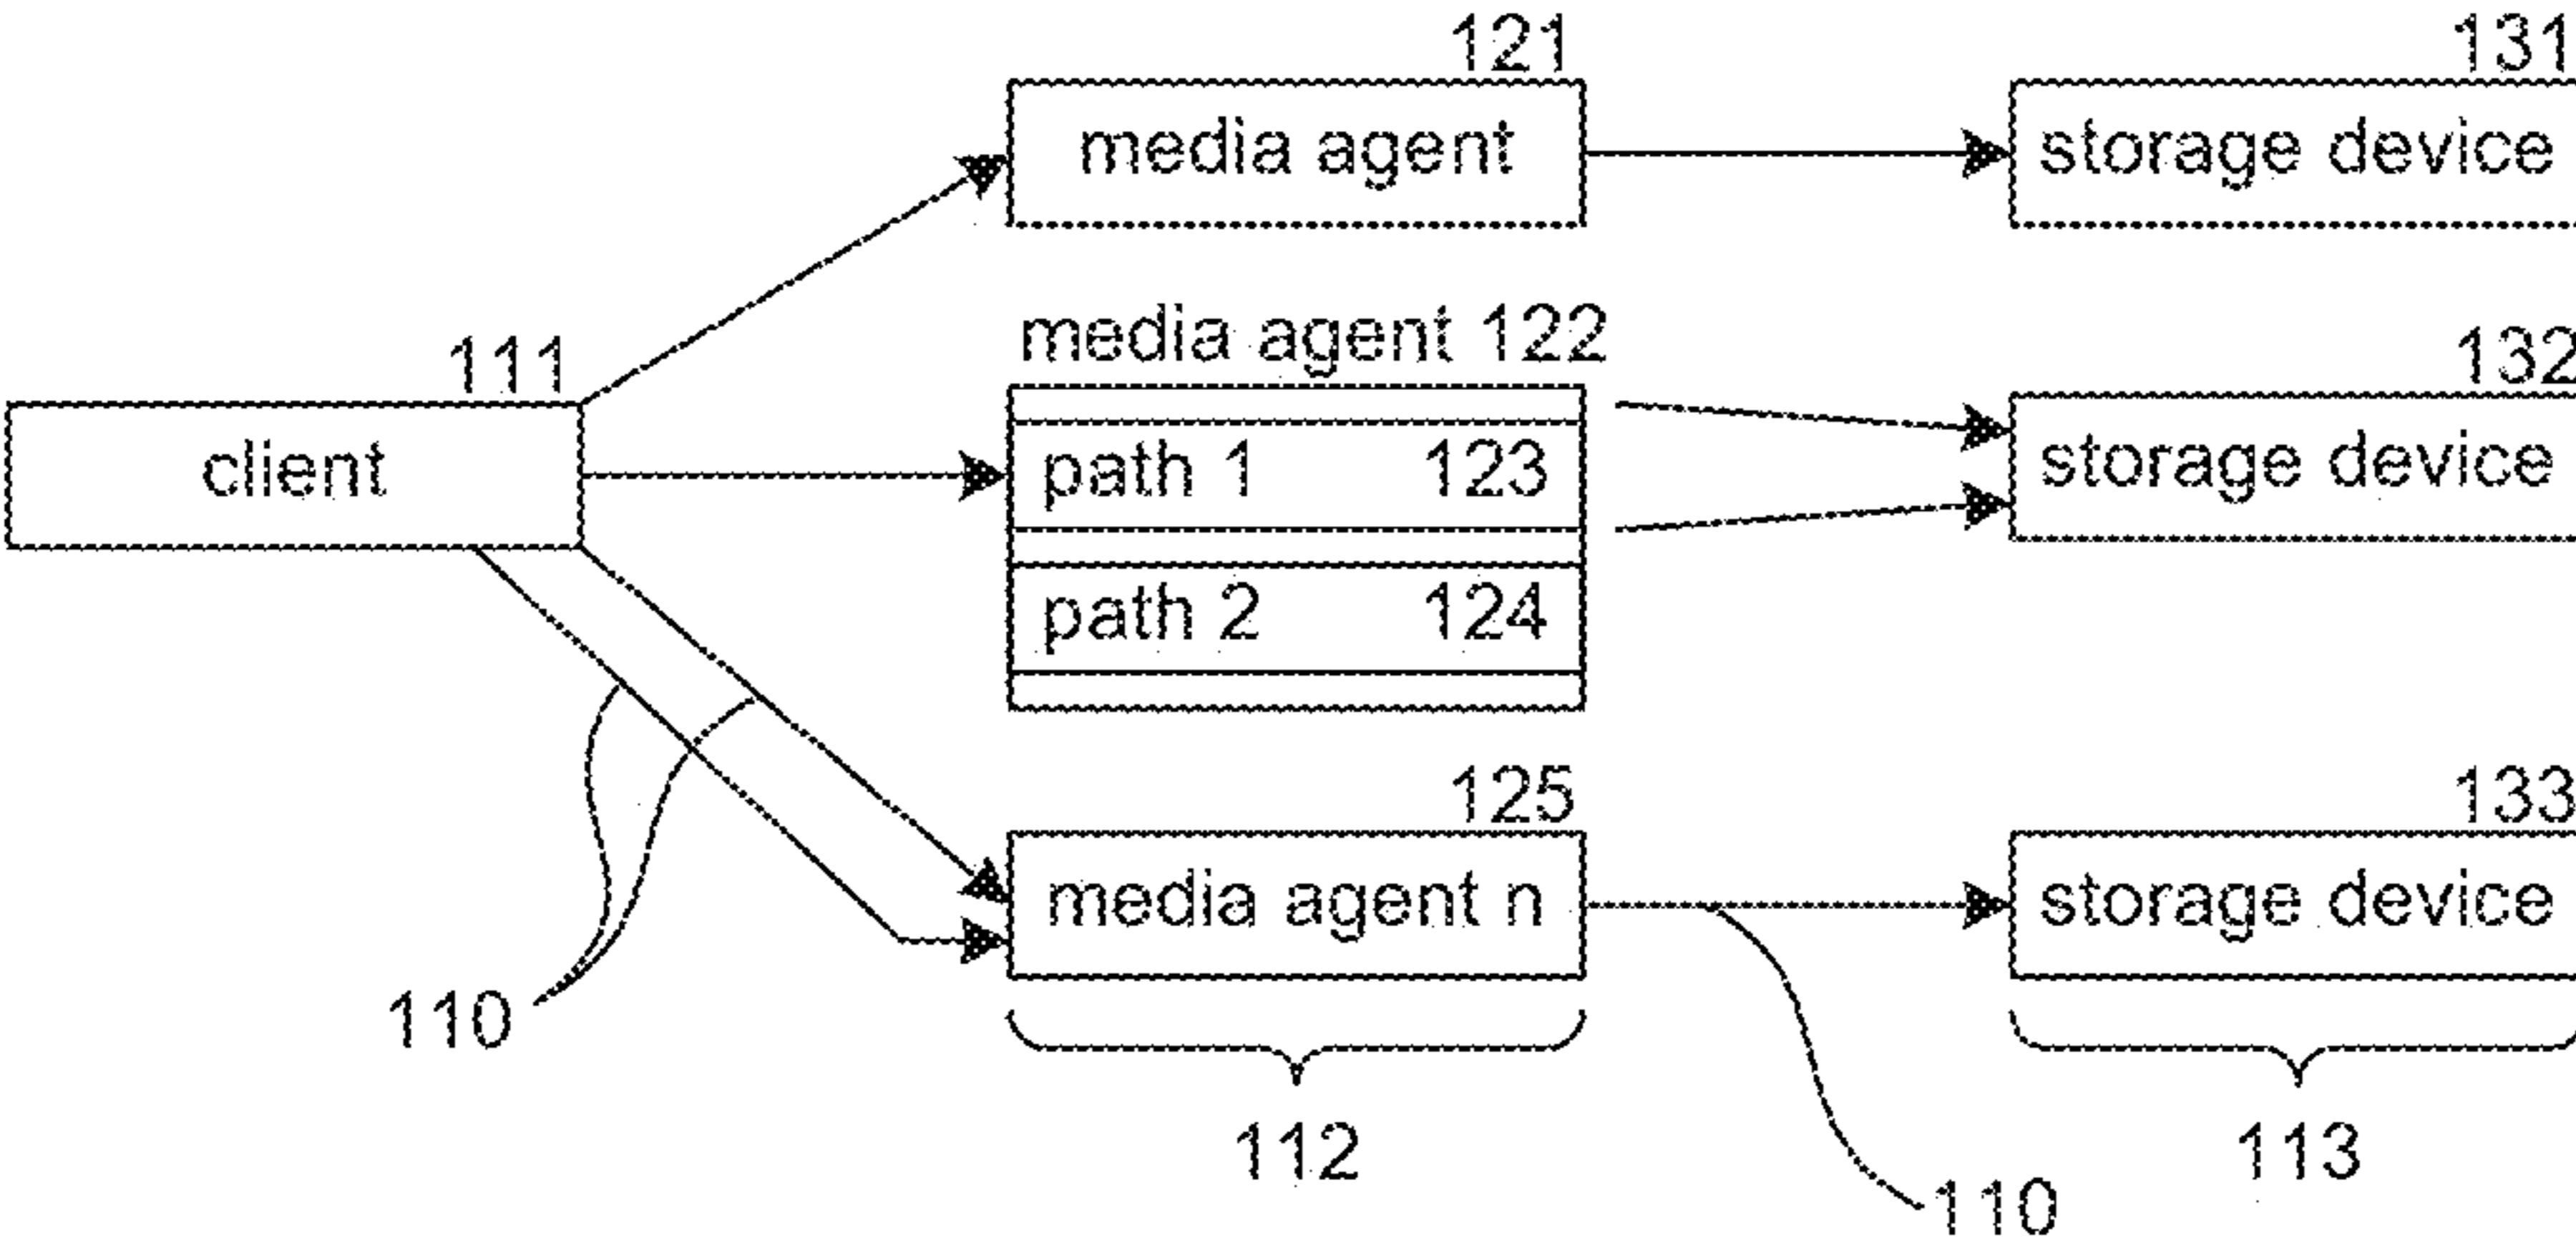 121
131
media agent
storage device
media agent 122
132
111
client
path 1 123
storage device
path 2 124
125
133
media agent n
storage device
110
112
113
110